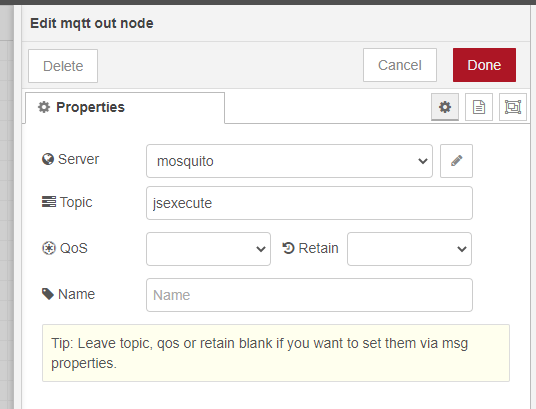 Edit mqtt out node
Delete
Cancel
Done
Properties
Server
mosquito
Topic
jsexecute
QoS
Retain
Name
Name
Tip: Leave topic, qos or retain blank if you want to set them via msg
properties.